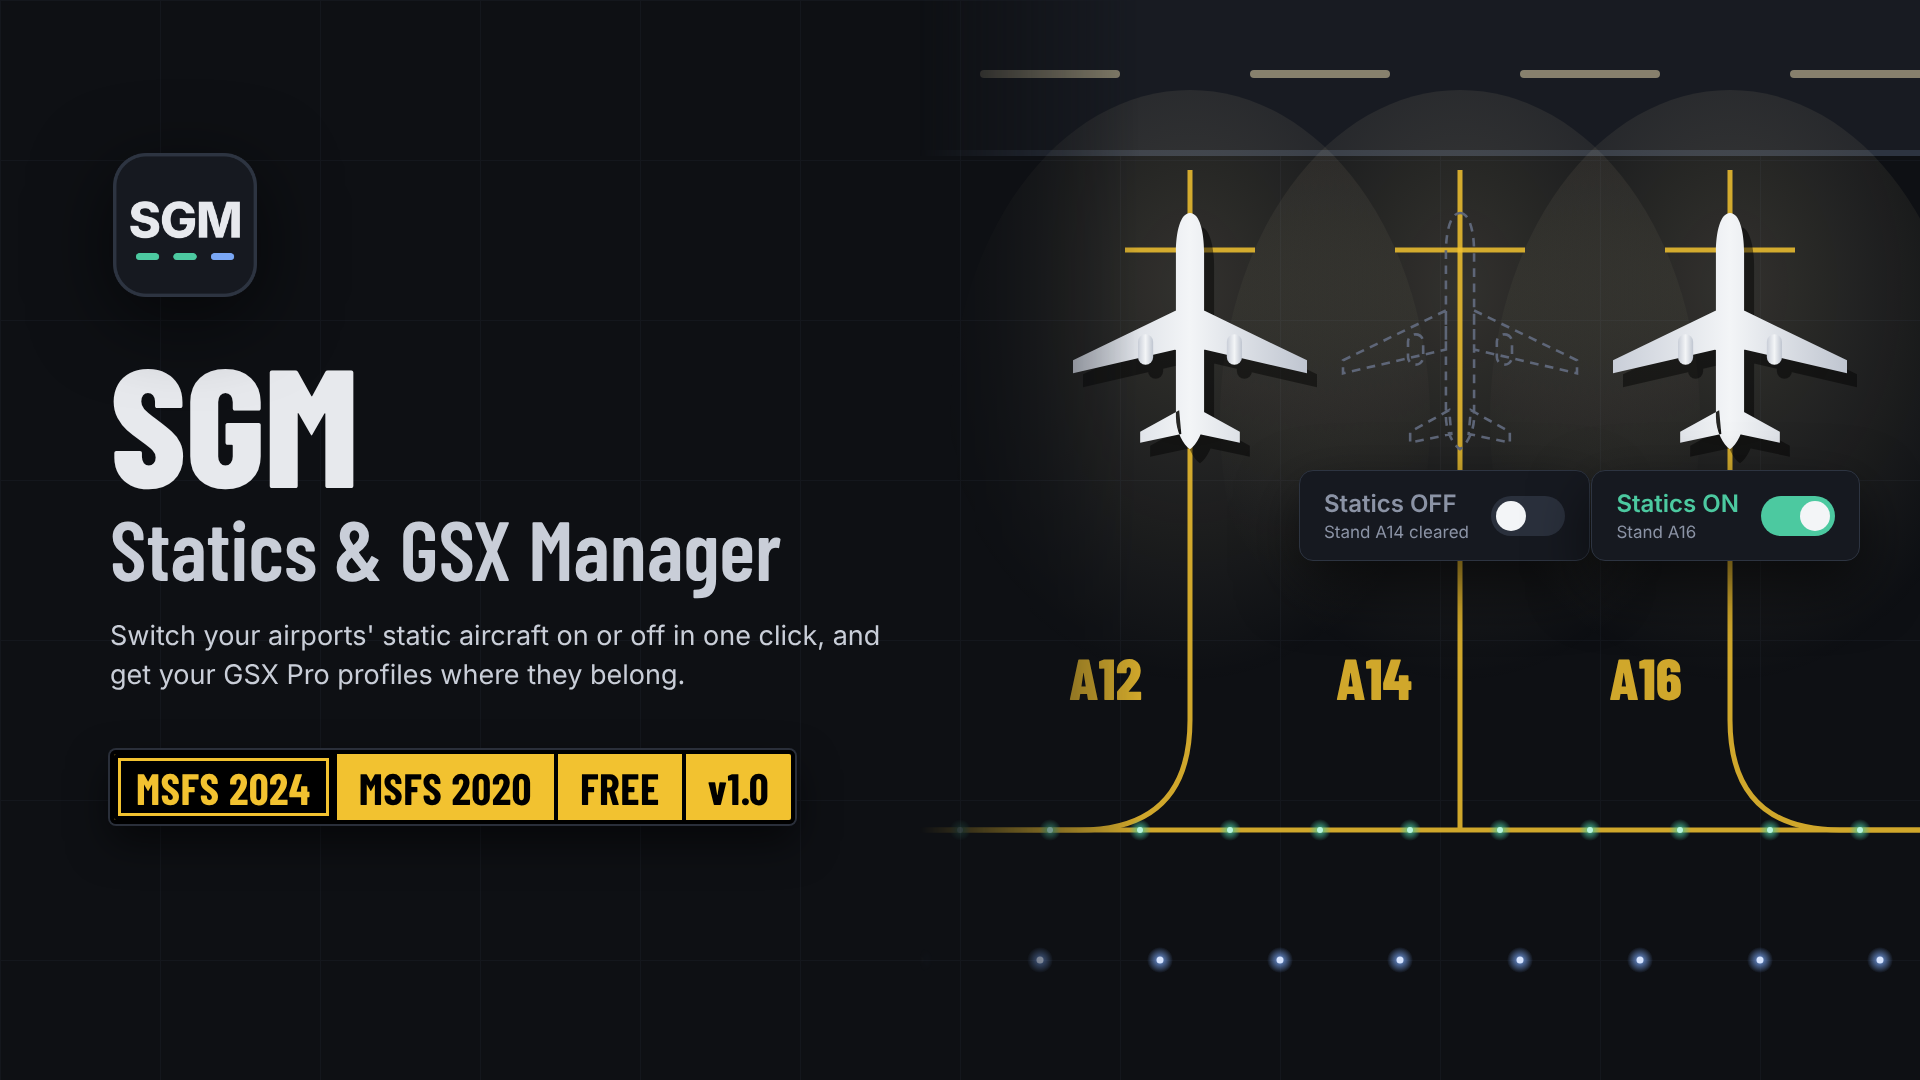 SGM
SGM
Statics & GSX Manager
Switch your airports' static aircraft on or off in one click, and
get your GSX Pro profiles where they belong.
MSFS 2024 MSFS 2020 FREE v1.0
Statics OFF
Stand A14 cleared
Statics ON
Stand A16
A12 A14 A16